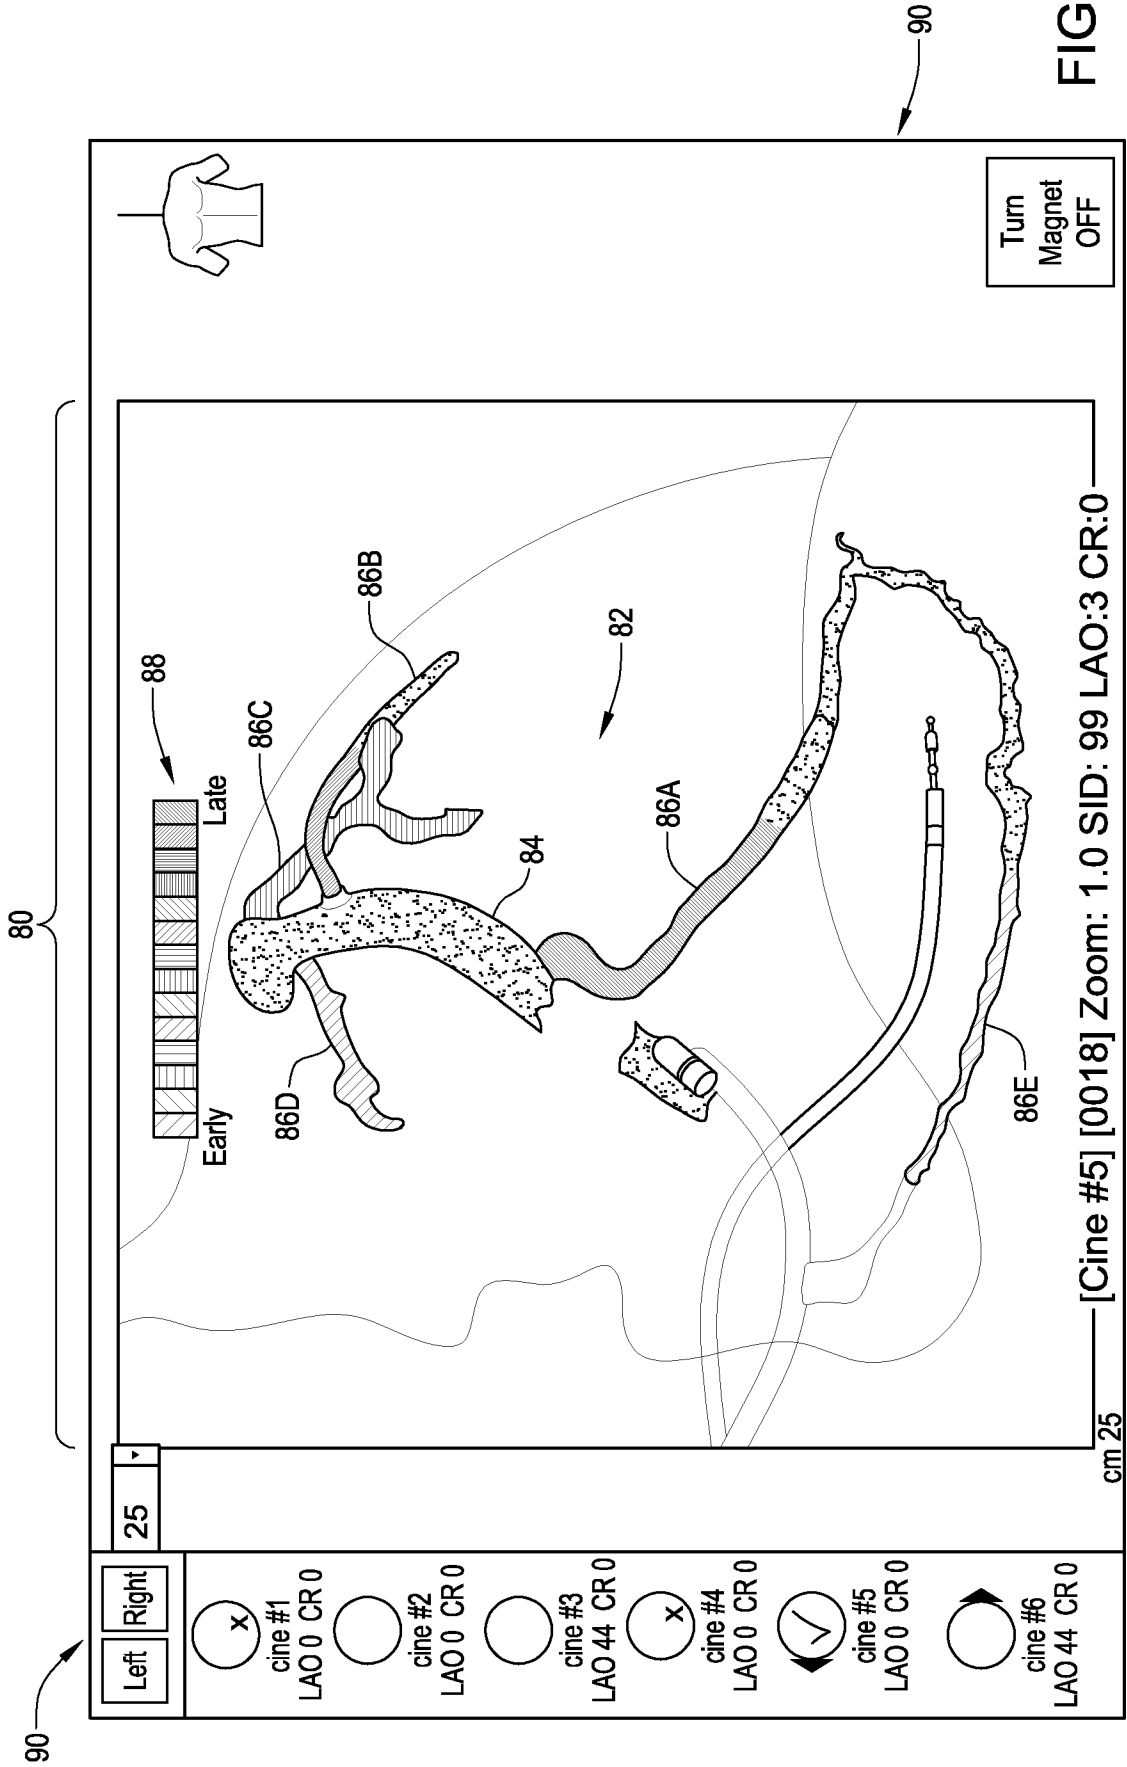 80
90
Left
Right
25
cine #1
LAO 0 CR 0
cine #2
LAO 0 CR 0
cine #3
LAO 44 CR 0
cine #4
LAO 0 CR 0
cine #5
LAO 0 CR 0
cine #6
LAO 44 CR 0
x
x
88
Early
Late
86C
86B
86D
84
82
86A
86E
[Cine #5] [0018] Zoom: 1.0 SID: 99 LAO:3 CR:0
cm 25
Turn
Magnet
OFF
90
FIG